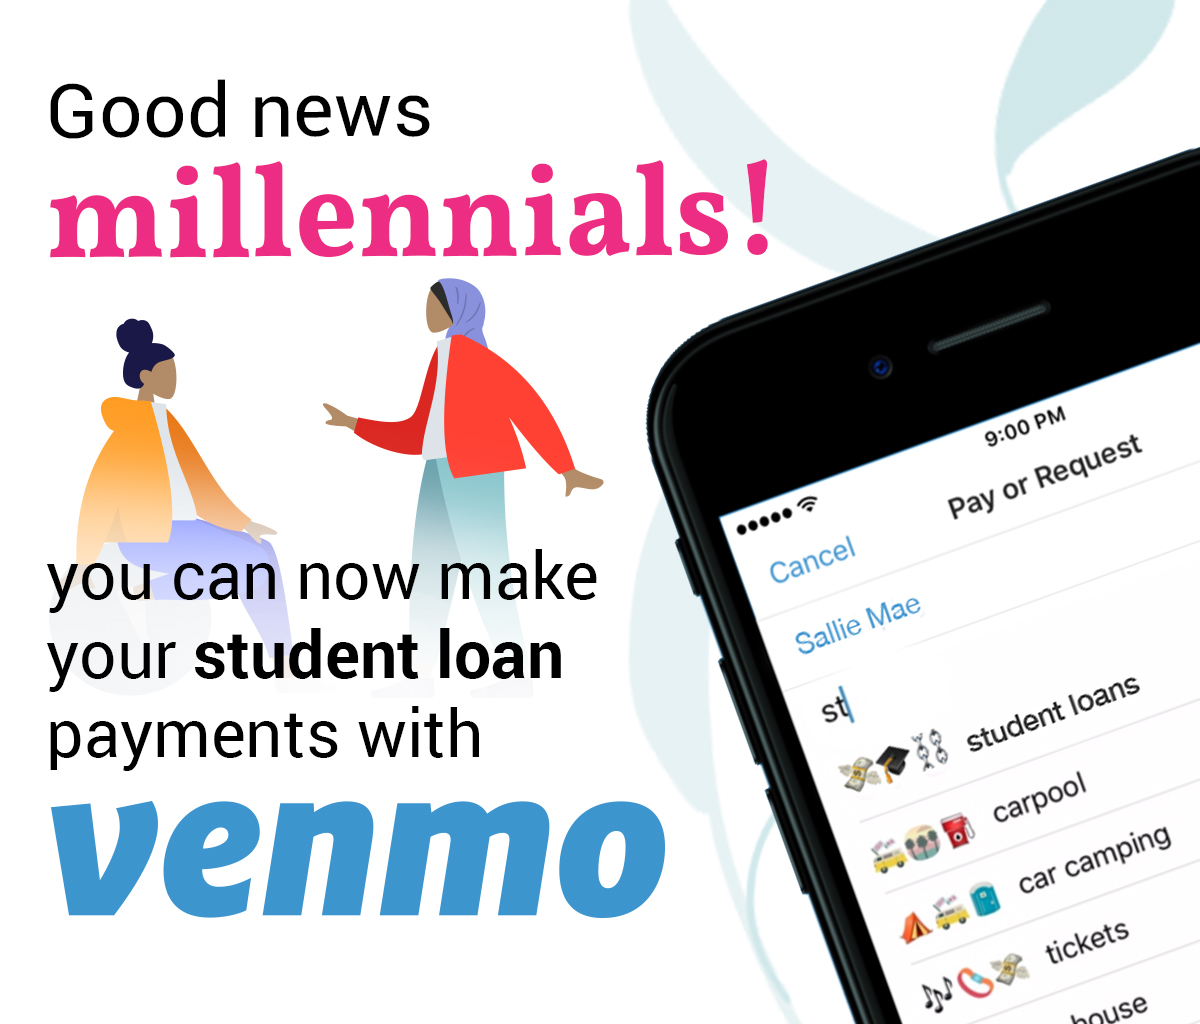 Good news
millennials!
you can now make
your student loan
payments with
venmo
9:00 PM
Pay or Request
Cancel
Sallie Mae
st
student loans
carpool
car camping
tickets
house